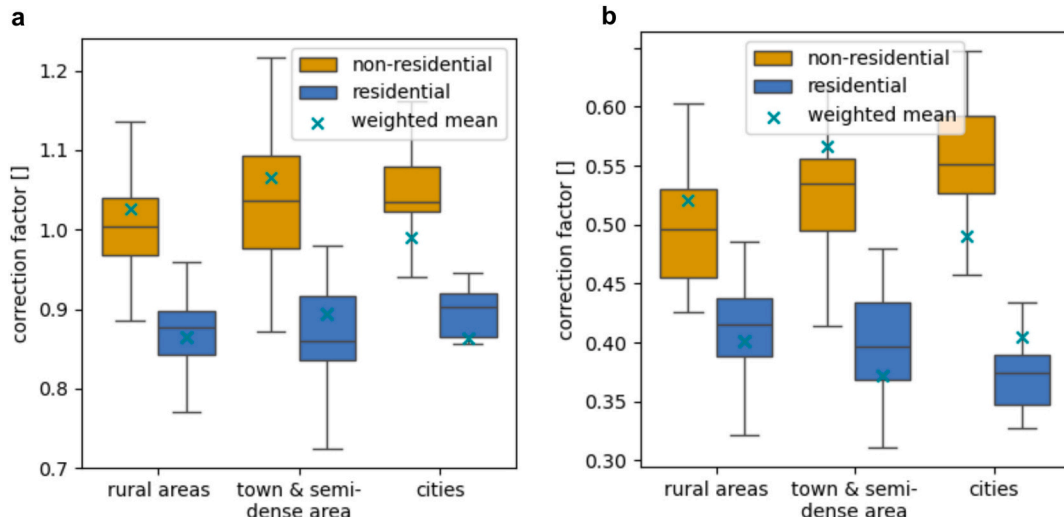 a
1.2
1.1
1.0
0.9
0.8
0.7
correction factor []
non-residential
residential
weighted mean
rural areas
town & semi-
dense area
cities
b
0.60
0.55
0.50
0.45
0.40
0.35
0.30
correction factor []
non-residential
residential
weighted mean
rural areas
town & semi-
dense area
cities